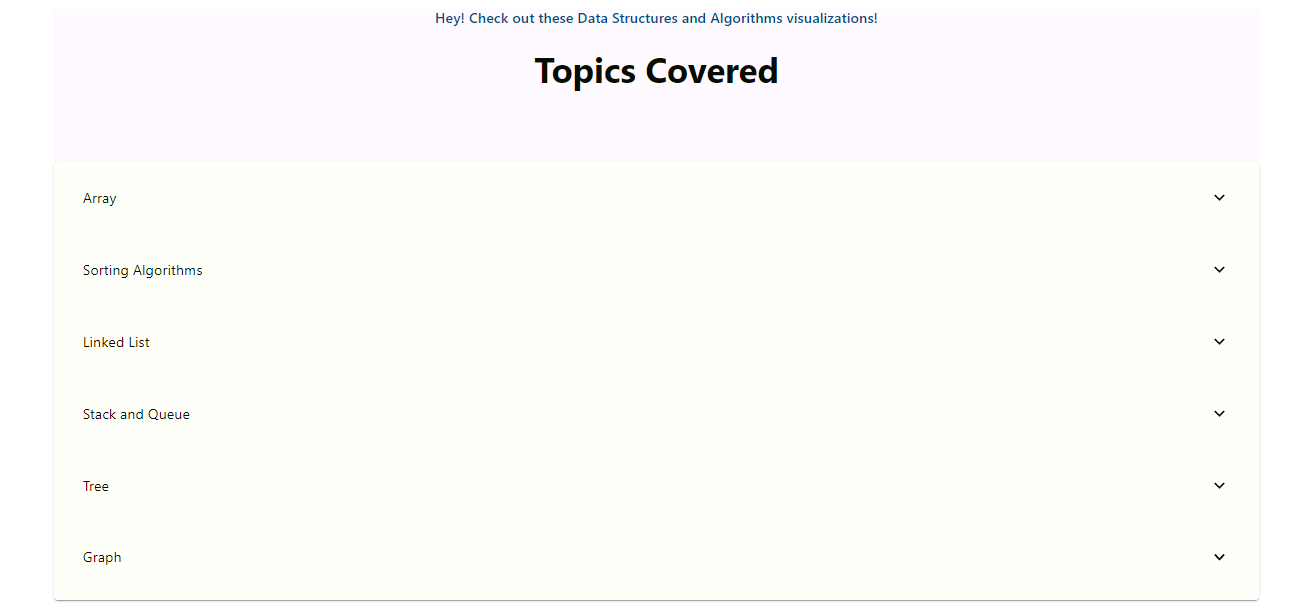 Hey! Check out these Data Structures and Algorithms visualizations!
Topics Covered
Array
Sorting Algorithms
Linked List
Stack and Queue
Tree
Graph